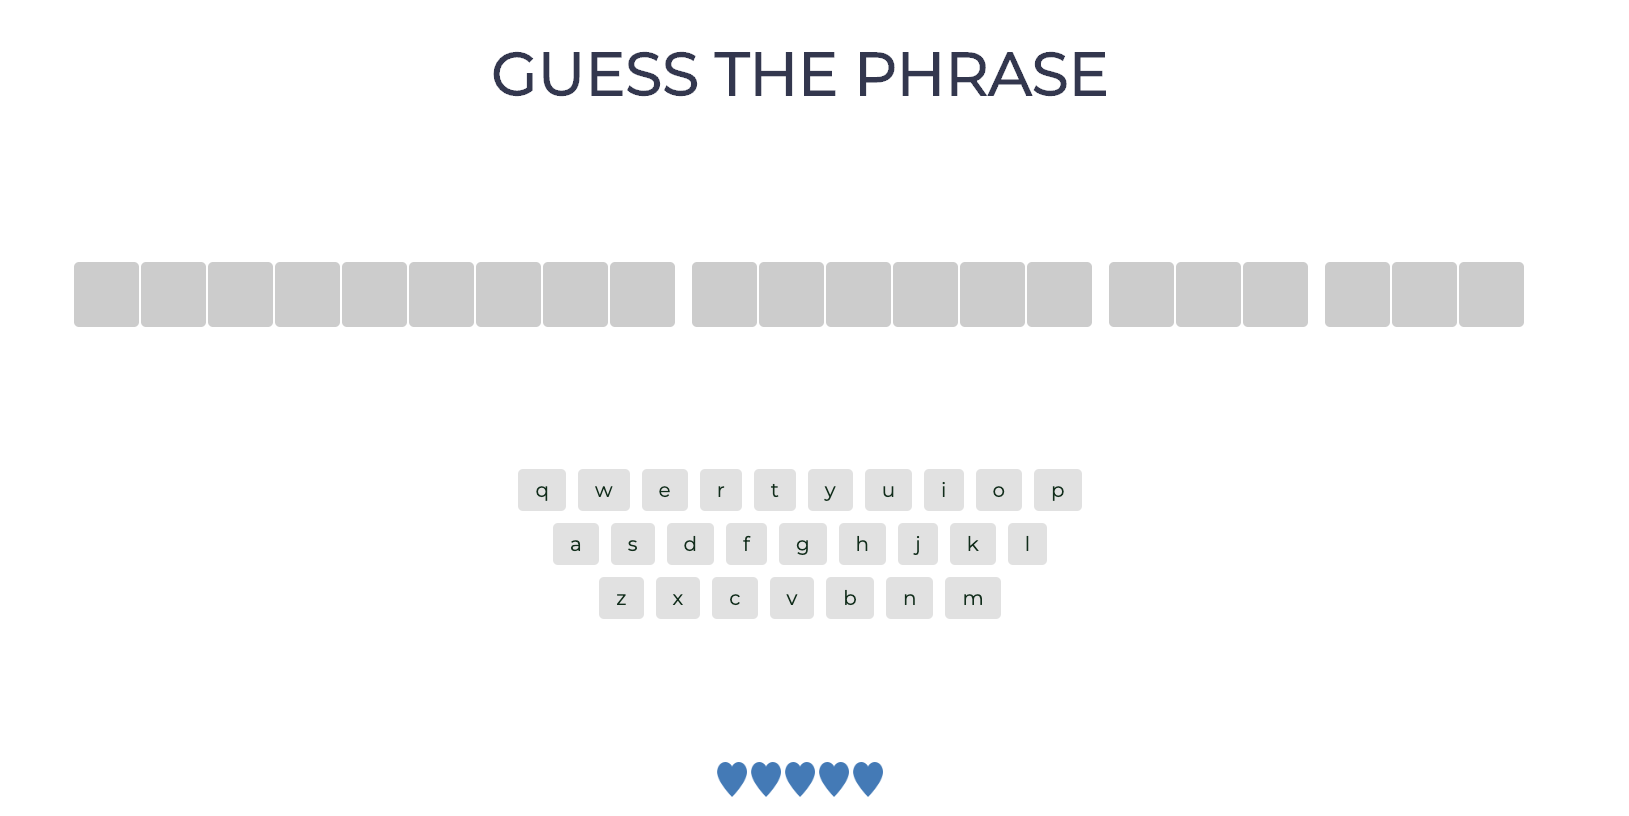 GUESS THE PHRASE
q w e r t y u i o p
a s d f g h j k l
z x c v b n m